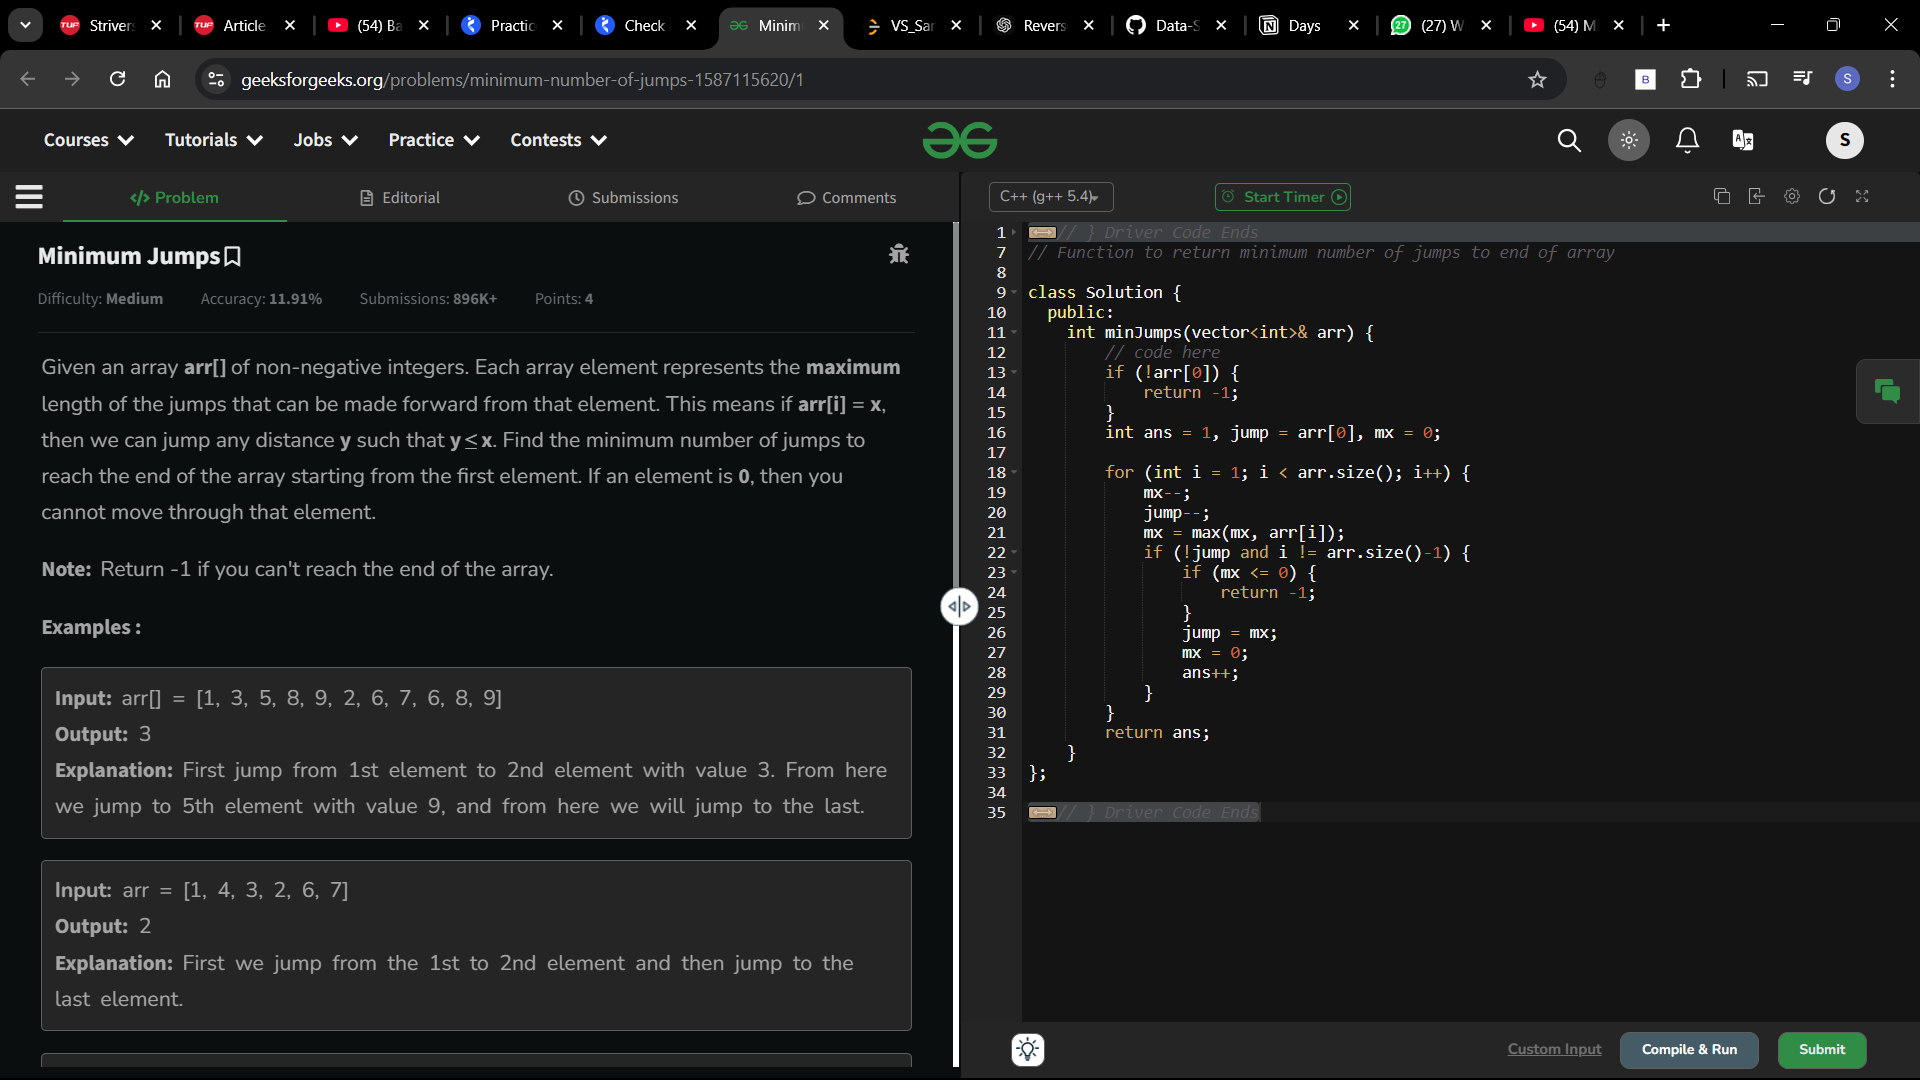 Striver
Article
(54) Ba
Practic
Check
Minim
VS_Sar
Revers
Data-S
Days
(27) W
(54) M
geeksforgeeks.org/problems/minimum-number-of-jumps-1587115620/1
B
S
Courses
Tutorials
Jobs
Practice
Contests
S
</> Problem
Editorial
Submissions
Comments
C++ (g++ 5.4)
Start Timer
Minimum Jumps
Difficulty: Medium
Accuracy: 11.91%
Submissions: 896K+
Points: 4
Given an array arr[] of non-negative integers. Each array element represents the maximum
length of the jumps that can be made forward from that element. This means if arr[i] = x,
then we can jump any distance y such that y ≤ x. Find the minimum number of jumps to
reach the end of the array starting from the first element. If an element is 0, then you
cannot move through that element.
Note: Return -1 if you can't reach the end of the array.
Examples :
Input: arr[] = [1, 3, 5, 8, 9, 2, 6, 7, 6, 8, 9]
Output: 3
Explanation: First jump from 1st element to 2nd element with value 3. From here
we jump to 5th element with value 9, and from here we will jump to the last.
Input: arr = [1, 4, 3, 2, 6, 7]
Output: 2
Explanation: First we jump from the 1st to 2nd element and then jump to the
last element.
1 // } Driver Code Ends
7 // Function to return minimum number of jumps to end of array
8
9 class Solution {
10 public:
11 int minJumps(vector<int>& arr) {
12 // code here
13 if (!arr[0]) {
14 return -1;
15 }
16 int ans = 1, jump = arr[0], mx = 0;
17
18 for (int i = 1; i < arr.size(); i++) {
19 mx--;
20 jump--;
21 mx = max(mx, arr[i]);
22 if (!jump and i != arr.size()-1) {
23 if (mx <= 0) {
24 return -1;
25 }
26 jump = mx;
27 mx = 0;
28 ans++;
29 }
30 }
31 return ans;
32 }
33 };
34
35 // } Driver Code Ends
Custom Input
Compile & Run
Submit